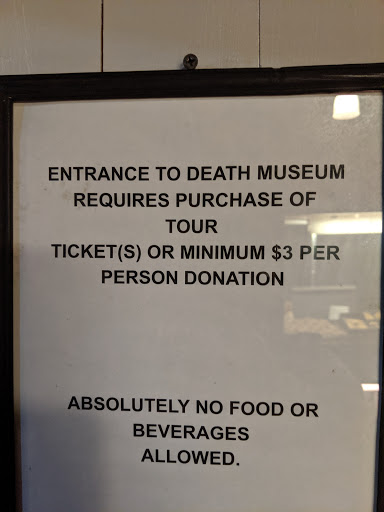 ENTRANCE TO DEATH MUSEUM
REQUIRES PURCHASE OF
TOUR
TICKET(S) OR MINIMUM $3 PER
PERSON DONATION
ABSOLUTELY NO FOOD OR
BEVERAGES
ALLOWED.